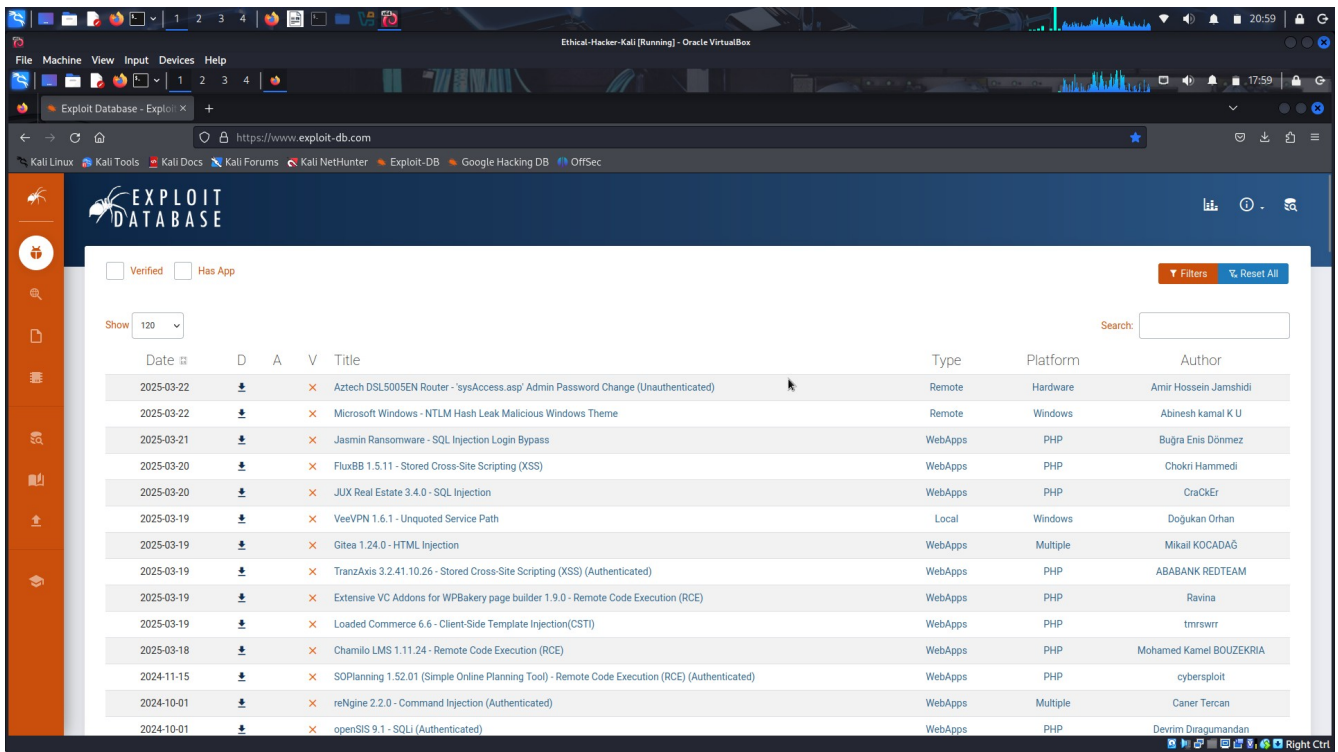 1 2 3 4 20:59
Ethical-Hacker-Kali [Running] - Oracle VirtualBox
File Machine View Input Devices Help
1 2 3 4 17:59
Exploit Database - Exploi
https://www.exploit-db.com
Kali Linux Kali Tools Kali Docs Kali Forums Kali NetHunter Exploit-DB Google Hacking DB OffSec
EXPLOIT
DATABASE
Verified Has App Filters Reset All
Show 120 Search:
Date D A V Title Type Platform Author
2025-03-22 Aztech DSL5005EN Router - 'sysAccess.asp' Admin Password Change (Unauthenticated) Remote Hardware Amir Hossein Jamshidi
2025-03-22 Microsoft Windows - NTLM Hash Leak Malicious Windows Theme Remote Windows Abinesh kamal K U
2025-03-21 Jasmin Ransomware - SQL Injection Login Bypass WebApps PHP Buğra Enis Dönmez
2025-03-20 FluxBB 1.5.11 - Stored Cross-Site Scripting (XSS) WebApps PHP Chokri Hammedi
2025-03-20 JUX Real Estate 3.4.0 - SQL Injection WebApps PHP CraCkEr
2025-03-19 VeeVPN 1.6.1 - Unquoted Service Path Local Windows Doğukan Orhan
2025-03-19 Gitea 1.24.0 - HTML Injection WebApps Multiple Mikail KOCADAĞ
2025-03-19 TranzAxis 3.2.41.10.26 - Stored Cross-Site Scripting (XSS) (Authenticated) WebApps PHP ABABANK REDTEAM
2025-03-19 Extensive VC Addons for WPBakery page builder 1.9.0 - Remote Code Execution (RCE) WebApps PHP Ravina
2025-03-19 Loaded Commerce 6.6 - Client-Side Template Injection(CSTI) WebApps PHP tmrswrr
2025-03-18 Chamilo LMS 1.11.24 - Remote Code Execution (RCE) WebApps PHP Mohamed Kamel BOUZEKRIA
2024-11-15 SOPlanning 1.52.01 (Simple Online Planning Tool) - Remote Code Execution (RCE) (Authenticated) WebApps PHP cybersploit
2024-10-01 reNgine 2.2.0 - Command Injection (Authenticated) WebApps Multiple Caner Tercan
2024-10-01 openSIS 9.1 - SQLi (Authenticated) WebApps PHP Devrim Dıragumandan
Right Ctrl